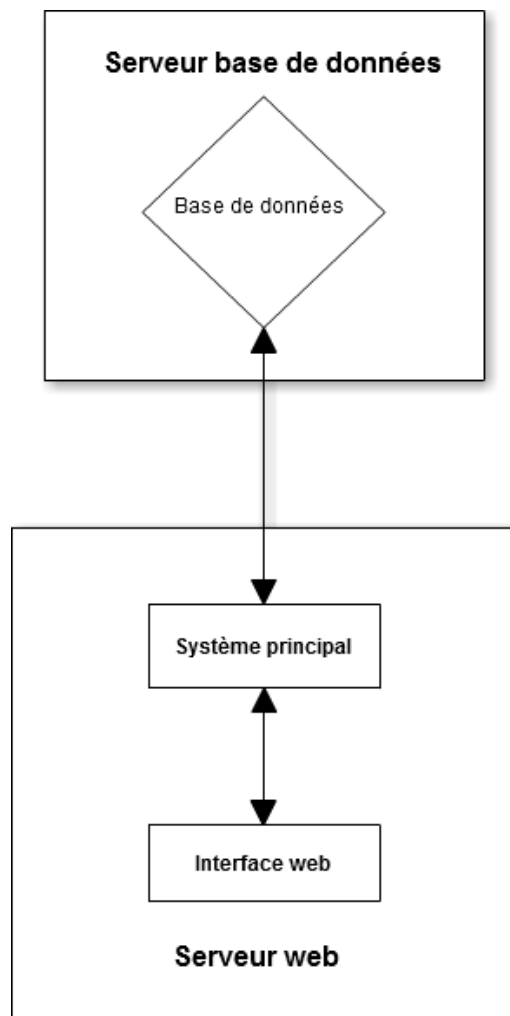 Serveur base de données
Base de données
Système principal
Interface web
Serveur web